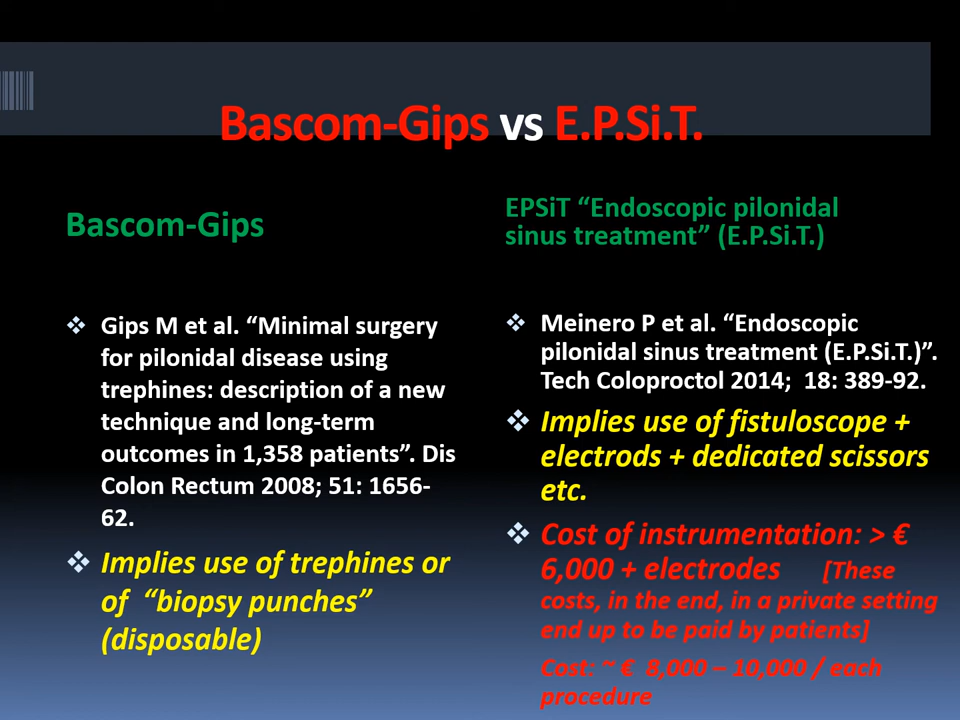 Bascom-Gips vs E.P.Si.T.
Bascom-Gips
Gips M et al. “Minimal surgery
for pilonidal disease using
trephines: description of a new
technique and long-term
outcomes in 1,358 patients”. Dis
Colon Rectum 2008; 51: 1656-
62.
Implies use of trephines or
of “biopsy punches”
(disposable)
EPSiT “Endoscopic pilonidal
sinus treatment” (E.P.Si.T.)
Meinero P et al. “Endoscopic
pilonidal sinus treatment (E.P.Si.T.)”.
Tech Coloproctol 2014; 18: 389-92.
Implies use of fistuloscope +
electrods + dedicated scissors
etc.
Cost of instrumentation: > €
6,000 + electrodes [These
costs, in the end, in a private setting
end up to be paid by patients]
Cost: ~ € 8,000 – 10,000 / each
procedure